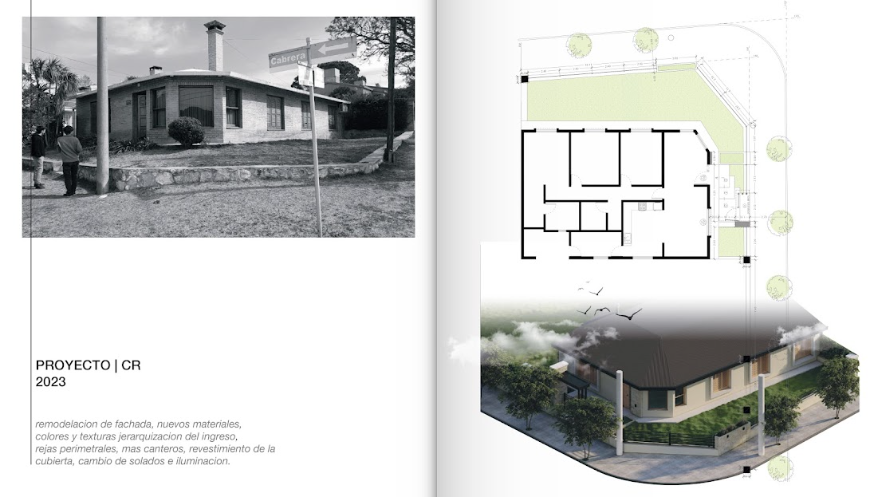 Cabrera
PROYECTO | CR
2023
remodelacion de fachada, nuevos materiales,
colores y texturas jerarquizacion del ingreso,
rejas perimetrales, mas canteros, revestimiento de la
cubierta, cambio de solados e iluminacion.